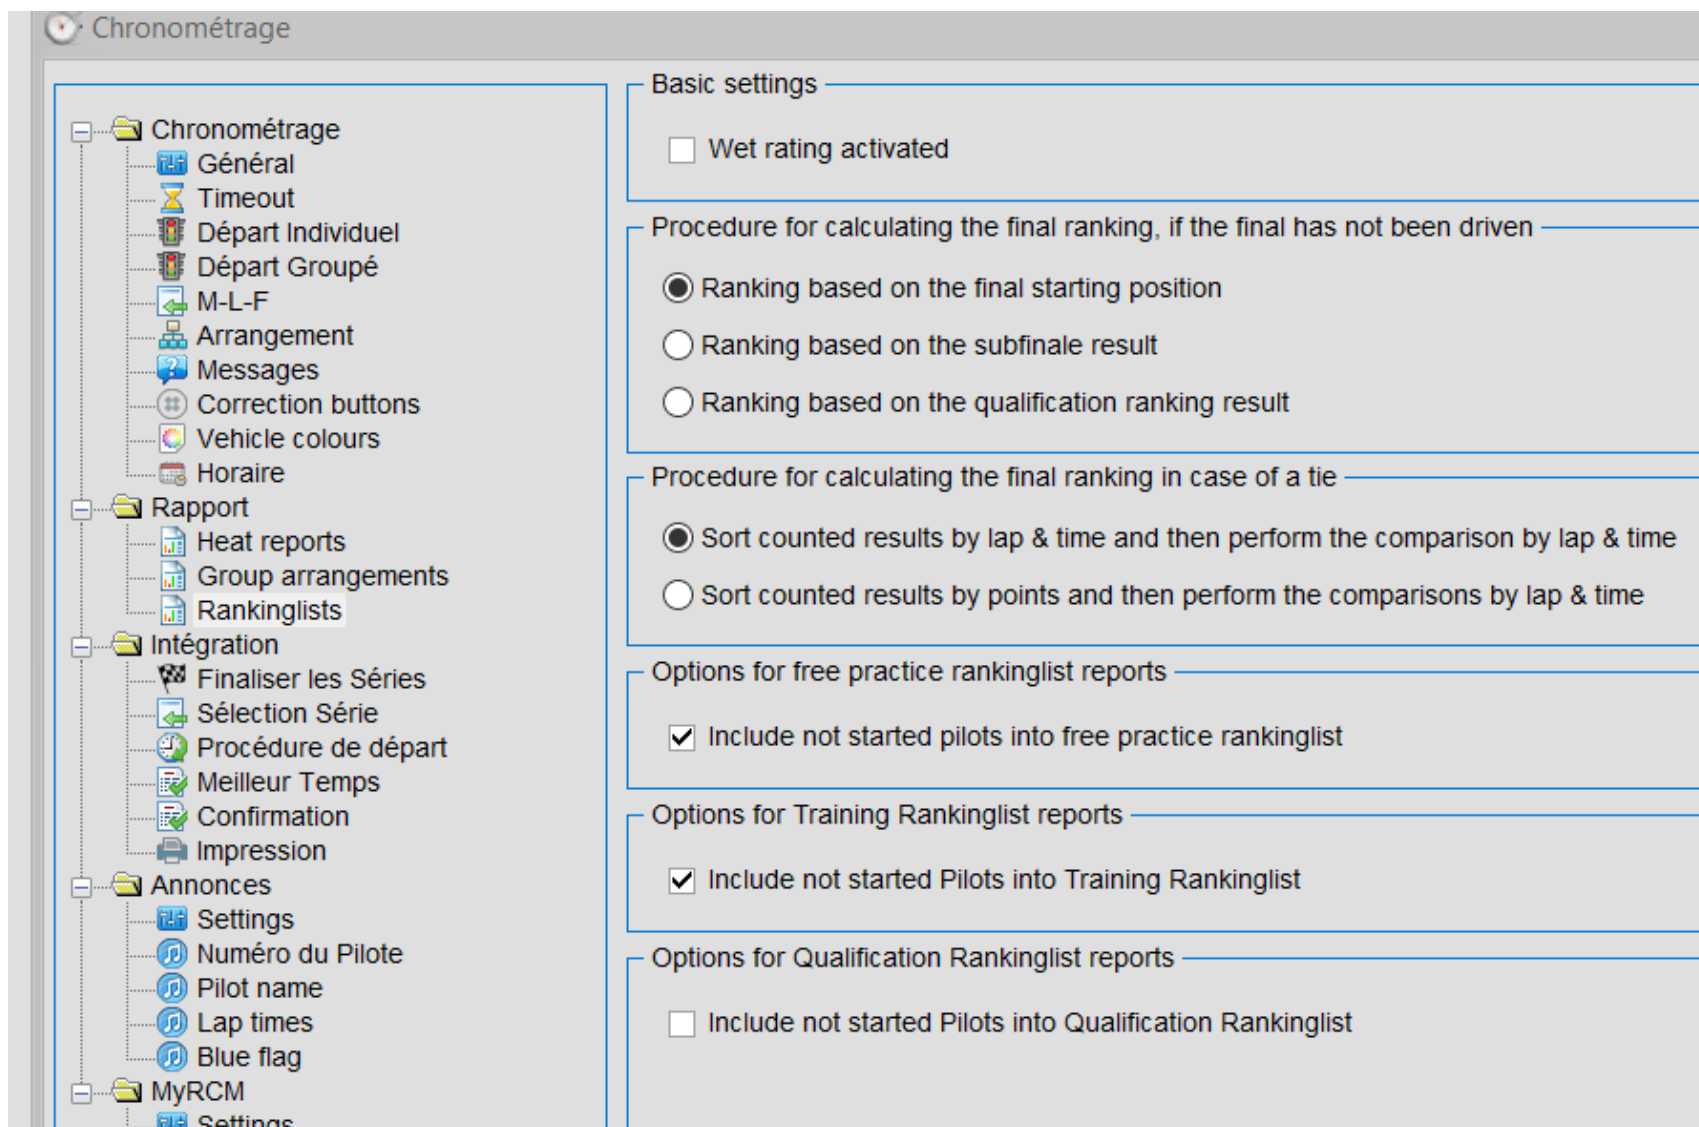 Chronométrage
Chronométrage
Général
Timeout
Départ Individuel
Départ Groupé
M-L-F
Arrangement
Messages
Correction buttons
Vehicle colours
Horaire
Rapport
Heat reports
Group arrangements
Rankinglists
Intégration
Finaliser les Séries
Sélection Série
Procédure de départ
Meilleur Temps
Confirmation
Impression
Annonces
Settings
Numéro du Pilote
Pilot name
Lap times
Blue flag
MyRCM
Settings
Basic settings
Wet rating activated
Procedure for calculating the final ranking, if the final has not been driven
Ranking based on the final starting position
Ranking based on the subfinale result
Ranking based on the qualification ranking result
Procedure for calculating the final ranking in case of a tie
Sort counted results by lap & time and then perform the comparison by lap & time
Sort counted results by points and then perform the comparisons by lap & time
Options for free practice rankinglist reports
Include not started pilots into free practice rankinglist
Options for Training Rankinglist reports
Include not started Pilots into Training Rankinglist
Options for Qualification Rankinglist reports
Include not started Pilots into Qualification Rankinglist